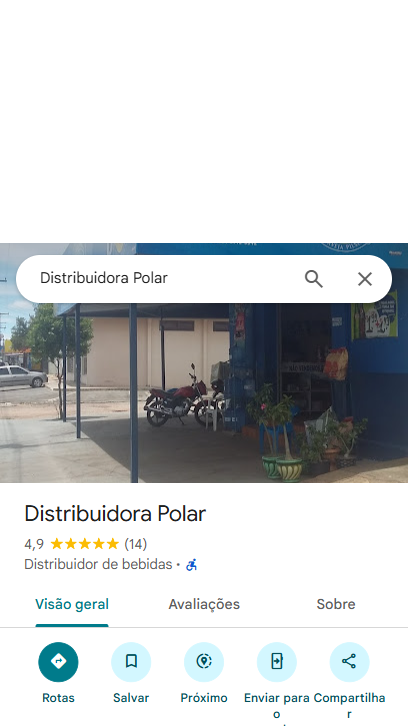 Distribuidora Polar
Distribuidora Polar
4,9 (14)
Distribuidor de bebidas ·
Visão geral
Avaliações
Sobre
Rotas
Salvar
Próximo
Enviar para
o
Compartilha
r